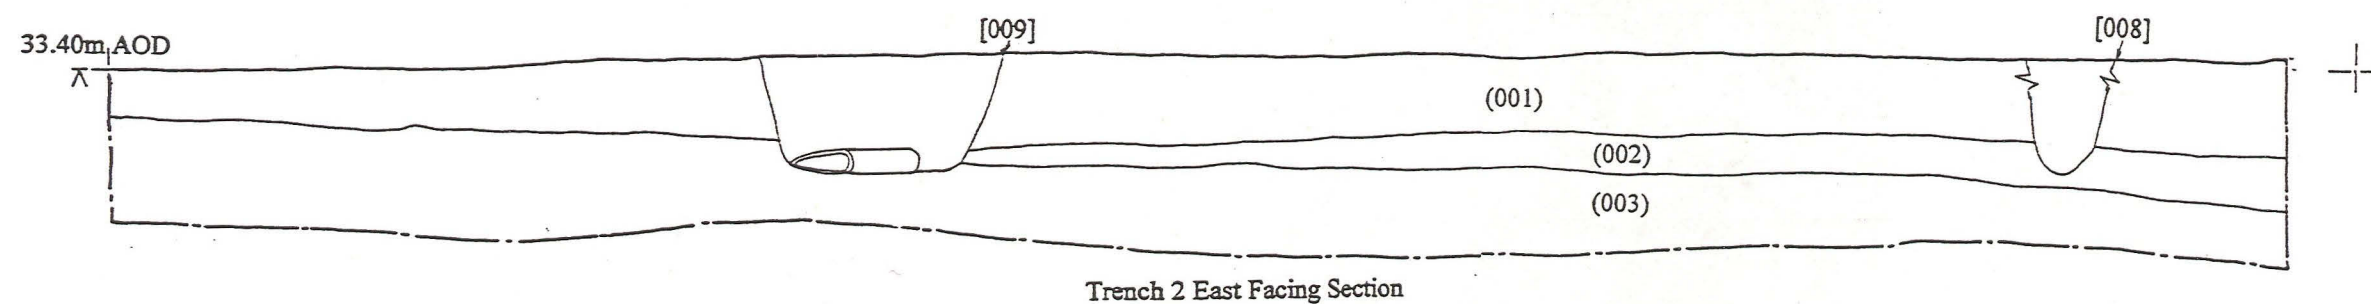 [009]
[008]
33.40m AOD
(001)
(002)
(003)
Trench 2 East Facing Section